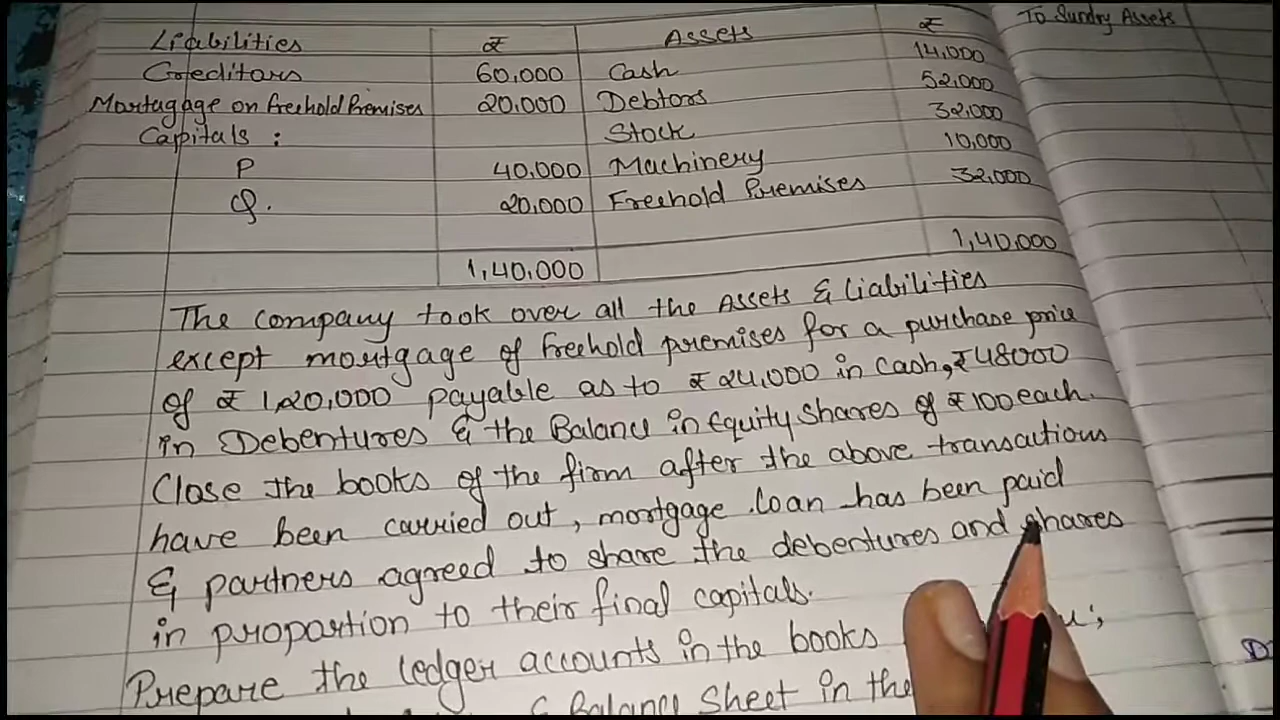 Liabilities ₹ Assets ₹
Creditors 60,000 Cash 14,000
Mortagage on freehold Premises 20,000 Debtors 52,000
Capitals : Stock 32,000
P 40,000 Machinery 10,000
Q. 20,000 Freehold Premises 32,000
1,40,000 1,40,000
To Sundry Assets
The company took over all the Assets & liabilities
except mortgage of freehold premises for a purchase price
of ₹ 1,20,000 payable as to ₹ 24,000 in cash, ₹ 48000
in Debentures & the Balance in equity shares of ₹ 100 each.
Close the books of the firm after the above transactions
have been carried out, mortgage loan has been paid
& partners agreed to share the debentures and shares
in proportion to their final capitals.
Prepare the ledger accounts in the books
& Balance Sheet in the